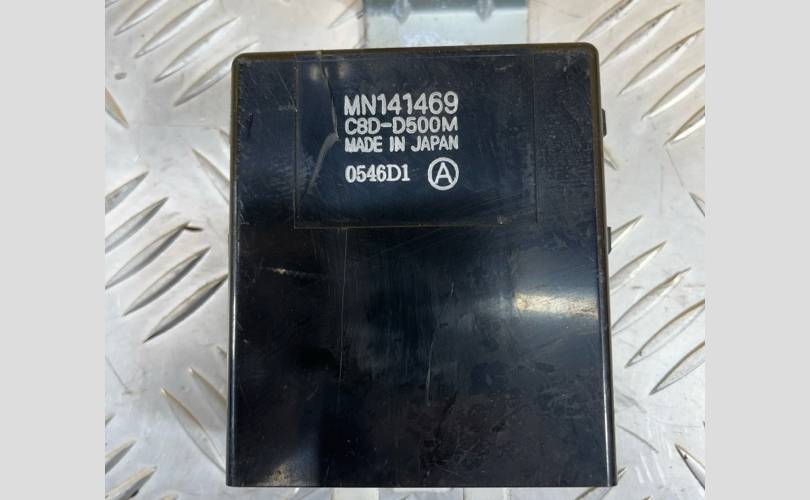 MN141469
C8D-D500M
MADE IN JAPAN
0546D1 Ⓐ